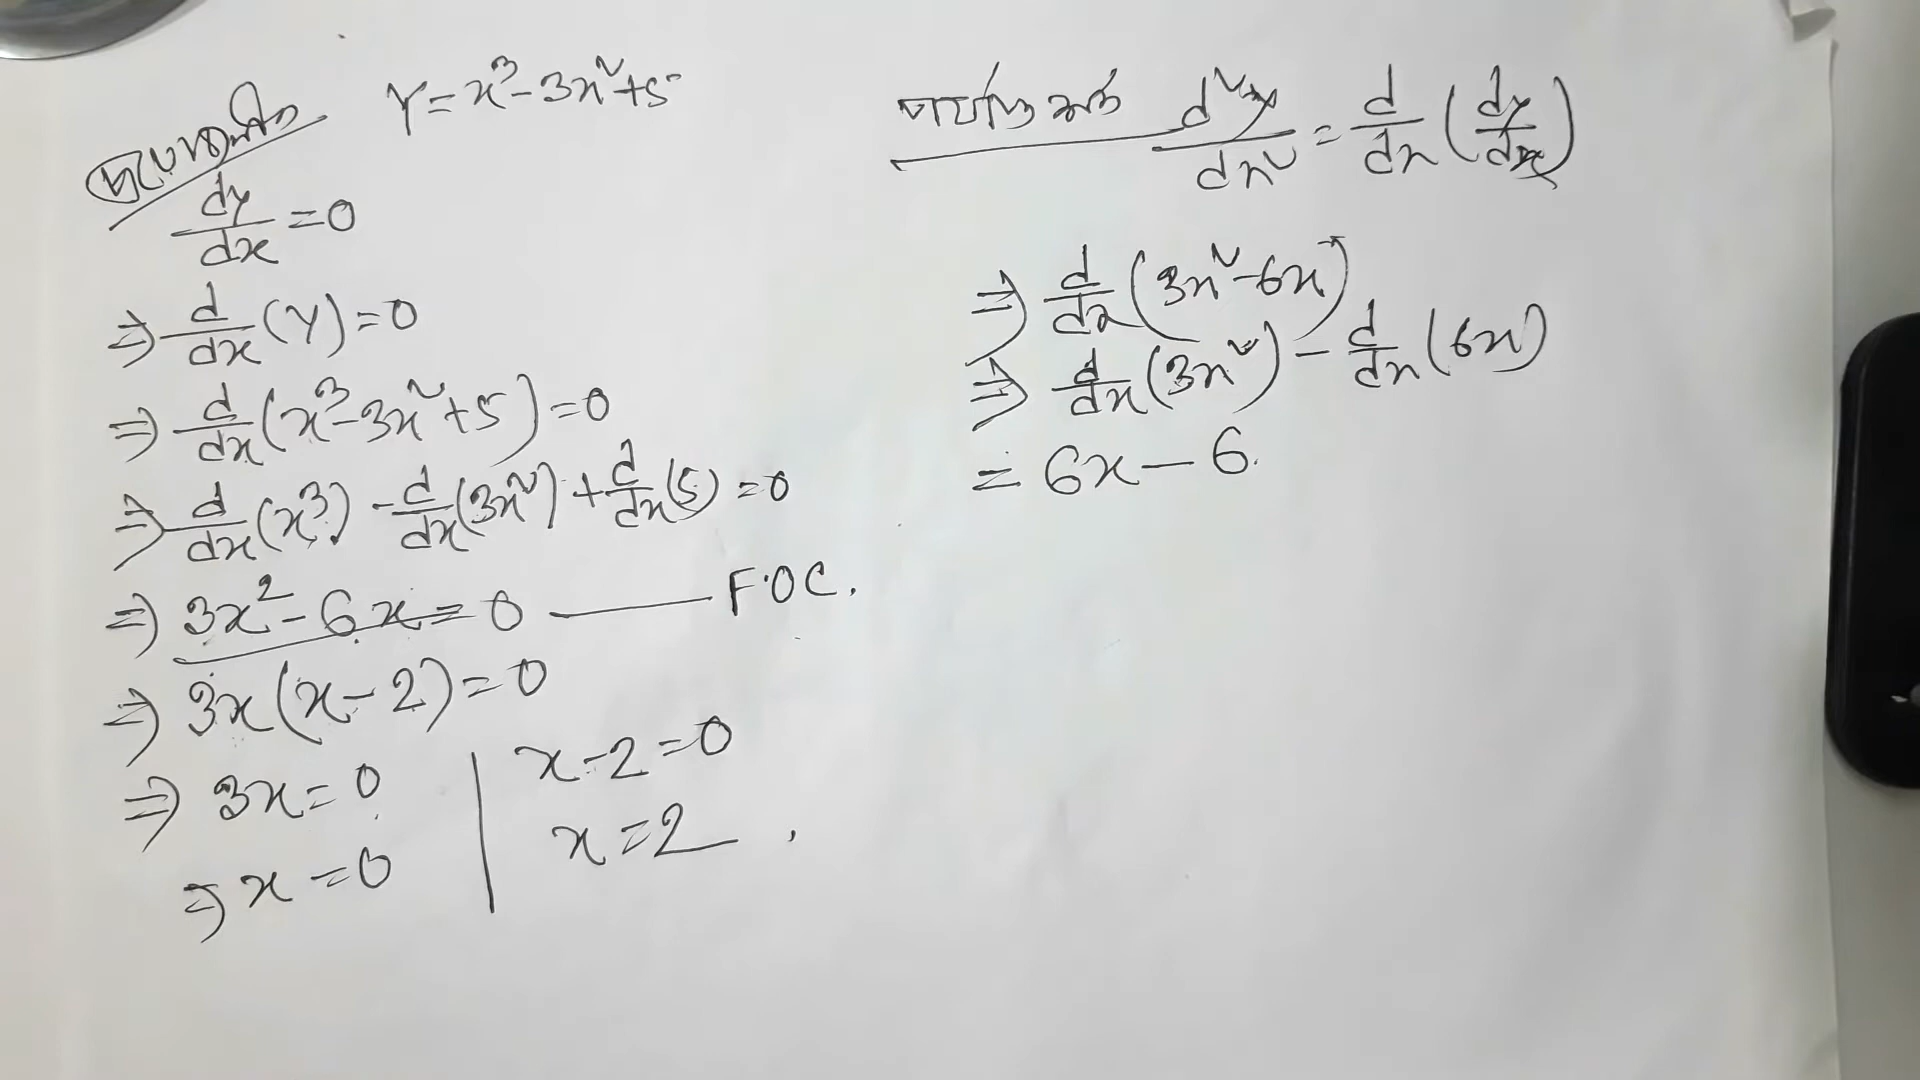 Y = x³ - 3x² + 5
dy/dx = 0
⇒ d/dx (Y) = 0
⇒ d/dx (x³ - 3x² + 5) = 0
⇒ d/dx (x³) - d/dx (3x²) + d/dx (5) = 0
⇒ 3x² - 6x = 0 —— F.O.C.
⇒ 3x (x - 2) = 0
⇒ 3x = 0 | x - 2 = 0
⇒ x = 0 | x = 2
পর্যাপ্ত শর্ত d²y/dx² = d/dx (dy/dx)
⇒ d/dx (3x² - 6x)
⇒ d/dx (3x²) - d/dx (6x)
= 6x - 6.